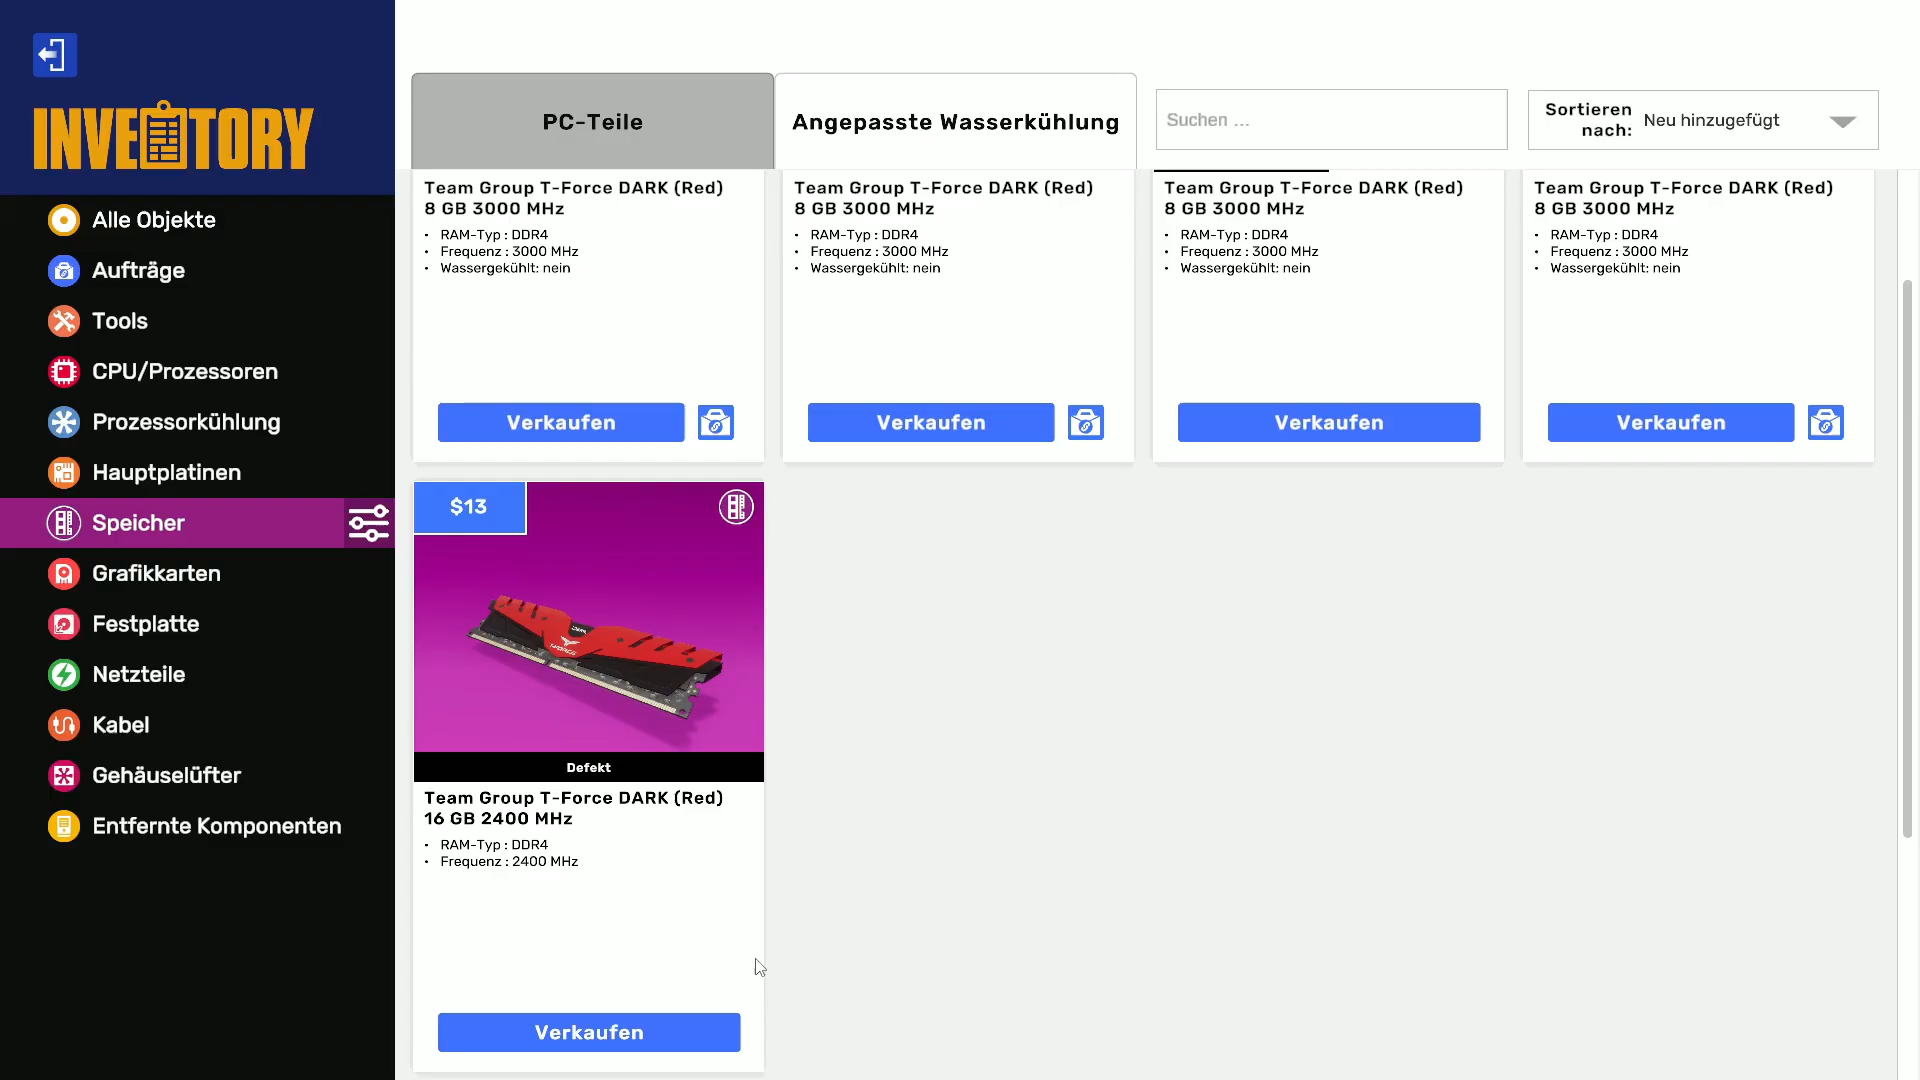 INVENTORY
PC-Teile
Angepasste Wasserkühlung
Suchen ...
Sortieren nach:
Neu hinzugefügt
Alle Objekte
Aufträge
Tools
CPU/Prozessoren
Prozessorkühlung
Hauptplatinen
Speicher
Grafikkarten
Festplatte
Netzteile
Kabel
Gehäuselüfter
Entfernte Komponenten
Team Group T-Force DARK (Red)
8 GB 3000 MHz
• RAM-Typ : DDR4
• Frequenz : 3000 MHz
• Wassergekühlt: nein
Verkaufen
Team Group T-Force DARK (Red)
8 GB 3000 MHz
• RAM-Typ : DDR4
• Frequenz : 3000 MHz
• Wassergekühlt: nein
Verkaufen
Team Group T-Force DARK (Red)
8 GB 3000 MHz
• RAM-Typ : DDR4
• Frequenz : 3000 MHz
• Wassergekühlt: nein
Verkaufen
Team Group T-Force DARK (Red)
8 GB 3000 MHz
• RAM-Typ : DDR4
• Frequenz : 3000 MHz
• Wassergekühlt: nein
Verkaufen
$13
Defekt
Team Group T-Force DARK (Red)
16 GB 2400 MHz
• RAM-Typ : DDR4
• Frequenz : 2400 MHz
Verkaufen